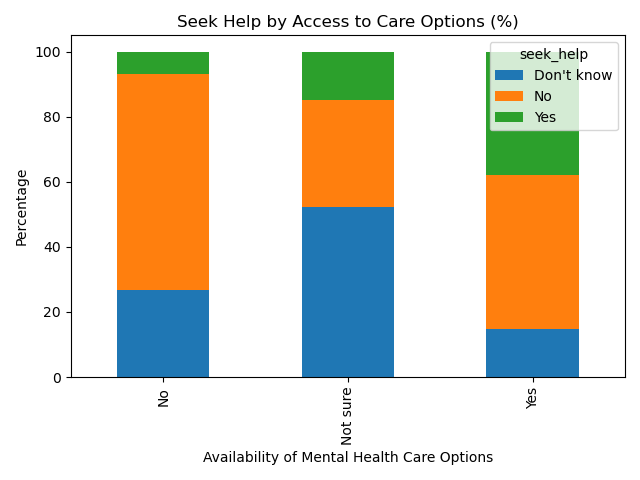 Seek Help by Access to Care Options (%)
seek_help
Don't know
No
Yes
Percentage
100
80
60
40
20
0
No
Not sure
Yes
Availability of Mental Health Care Options